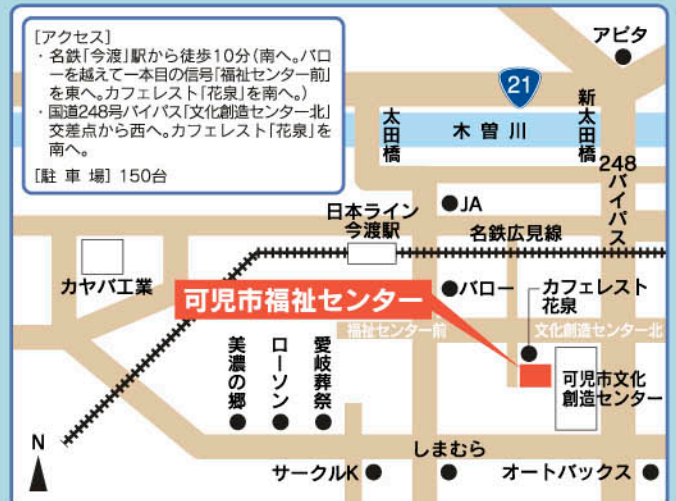 [アクセス]
・名鉄「今渡」駅から徒歩10分(南へ。バロ
ーを越えて一本目の信号「福祉センター前」
を東へ。カフェレスト「花泉」を南へ。)
・国道248号バイパス「文化創造センター北」
交差点から西へ。カフェレスト「花泉」を
南へ。
[駐 車 場] 150台
アピタ
21
太田橋
木曽川
新太田橋
248バイパス
JA
日本ライン
今渡駅
名鉄広見線
カヤバ工業
可児市福祉センター
バロー
カフェレスト
花泉
福祉センター前
文化創造センター北
美濃の郷
ローソン
愛岐葬祭
可児市文化
創造センター
N
しまむら
サークルK
オートバックス